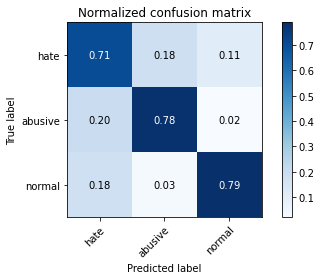 Normalized confusion matrix
True label
hate 0.71 0.18 0.11
abusive 0.20 0.78 0.02
normal 0.18 0.03 0.79
hate abusive normal
Predicted label
0.7
0.6
0.5
0.4
0.3
0.2
0.1